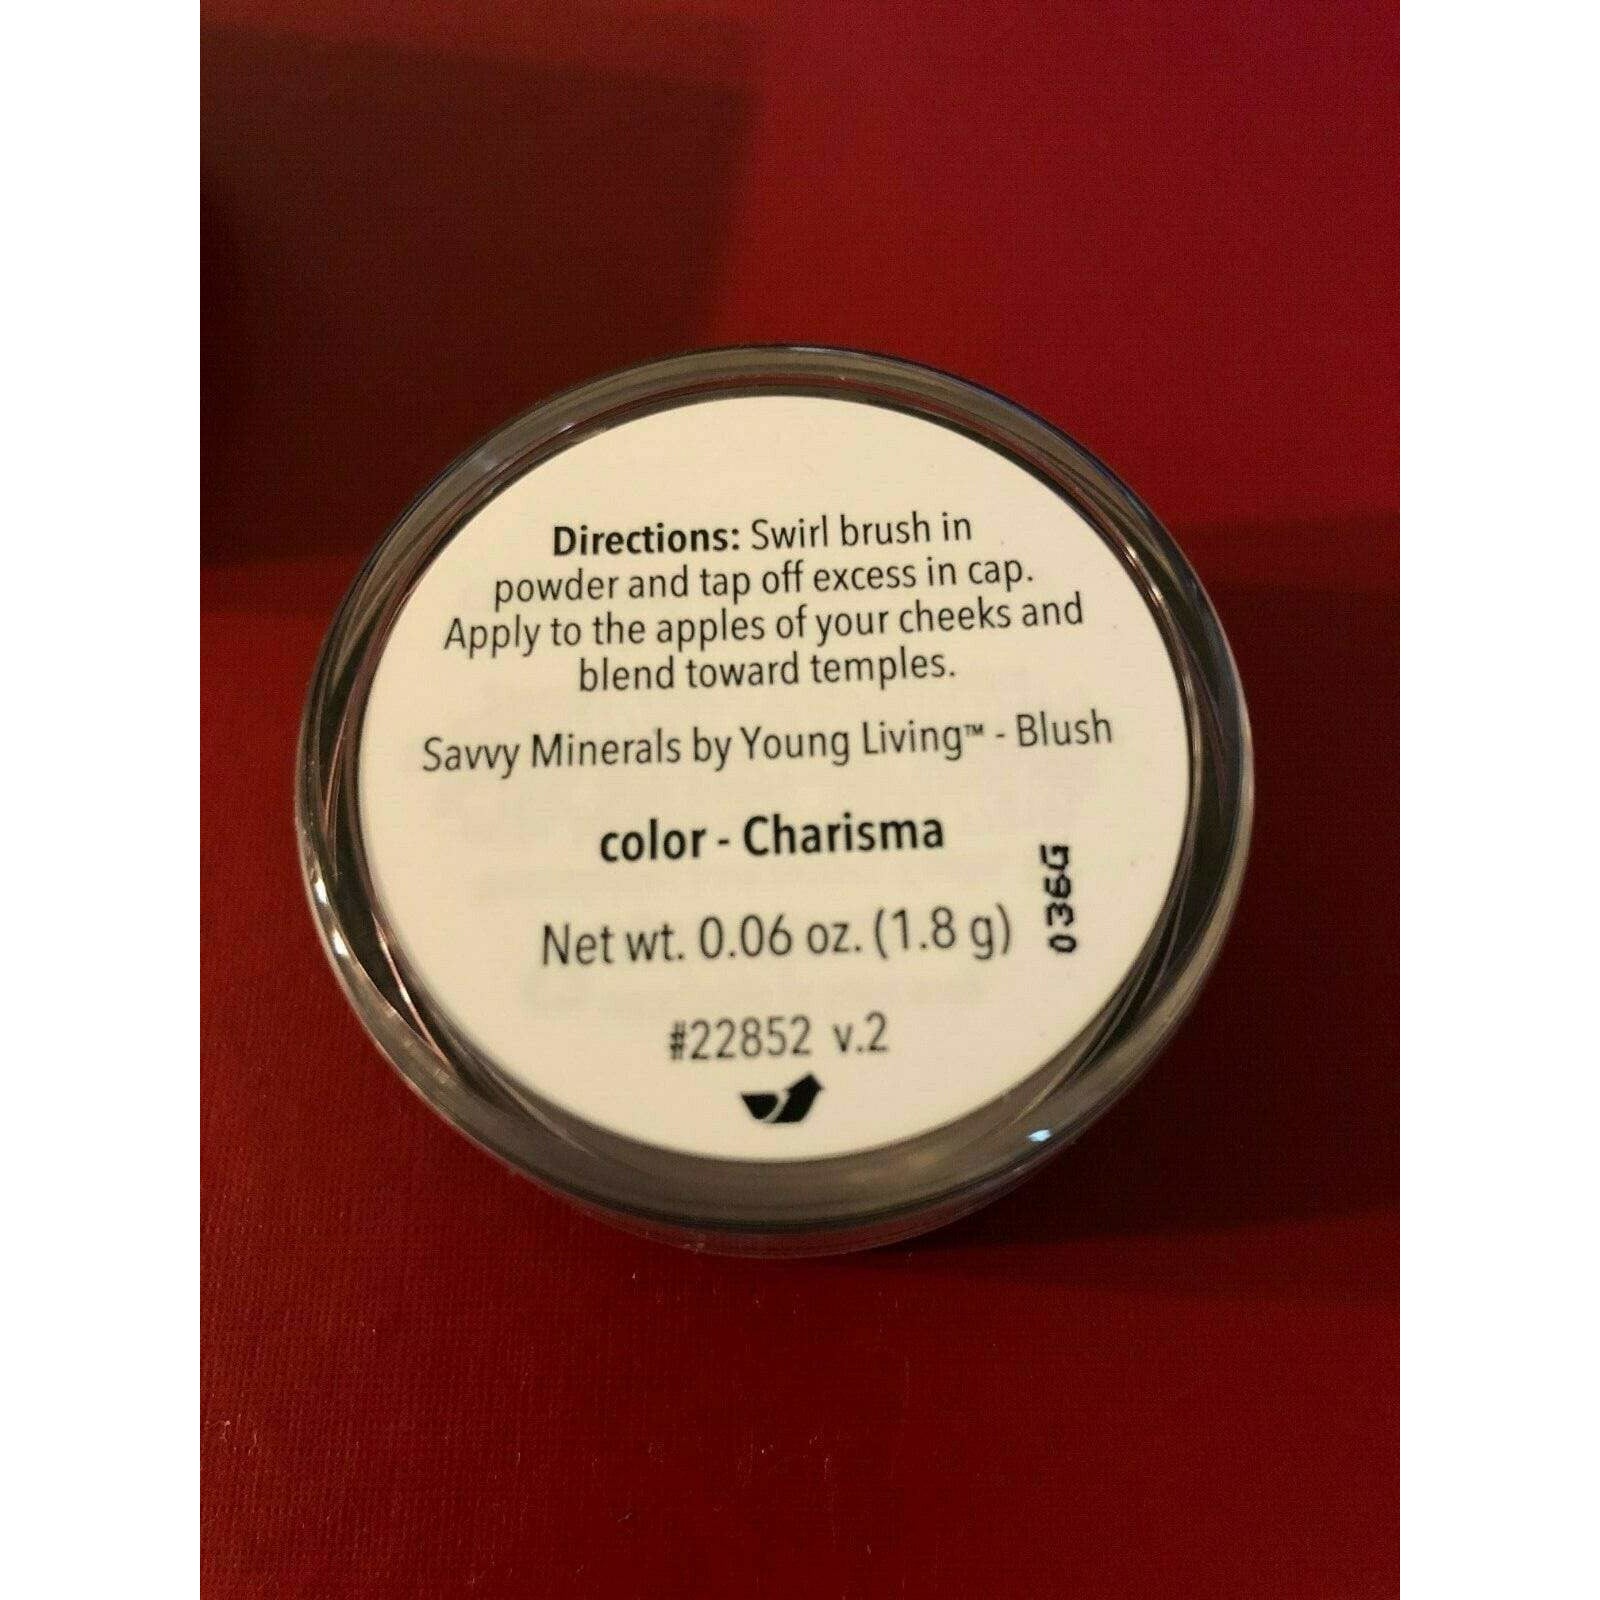 Directions: Swirl brush in
powder and tap off excess in cap.
Apply to the apples of your cheeks and
blend toward temples.
Savvy Minerals by Young Living™ - Blush
color - Charisma
Net wt. 0.06 oz. (1.8 g)
036G
#22852 v.2